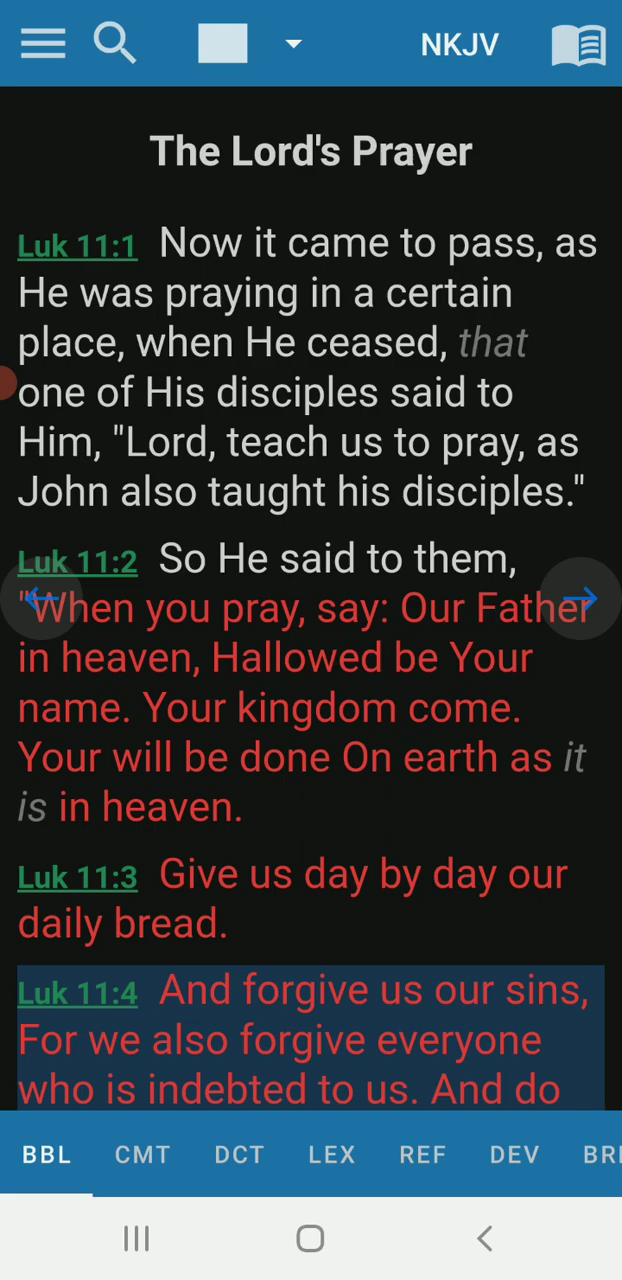 NKJV
The Lord's Prayer
Luk 11:1 Now it came to pass, as
He was praying in a certain
place, when He ceased, that
one of His disciples said to
Him, "Lord, teach us to pray, as
John also taught his disciples."
Luk 11:2 So He said to them,
"When you pray, say: Our Father
in heaven, Hallowed be Your
name. Your kingdom come.
Your will be done On earth as it
is in heaven.
Luk 11:3 Give us day by day our
daily bread.
Luk 11:4 And forgive us our sins,
For we also forgive everyone
who is indebted to us. And do
BBL CMT DCT LEX REF DEV BRI